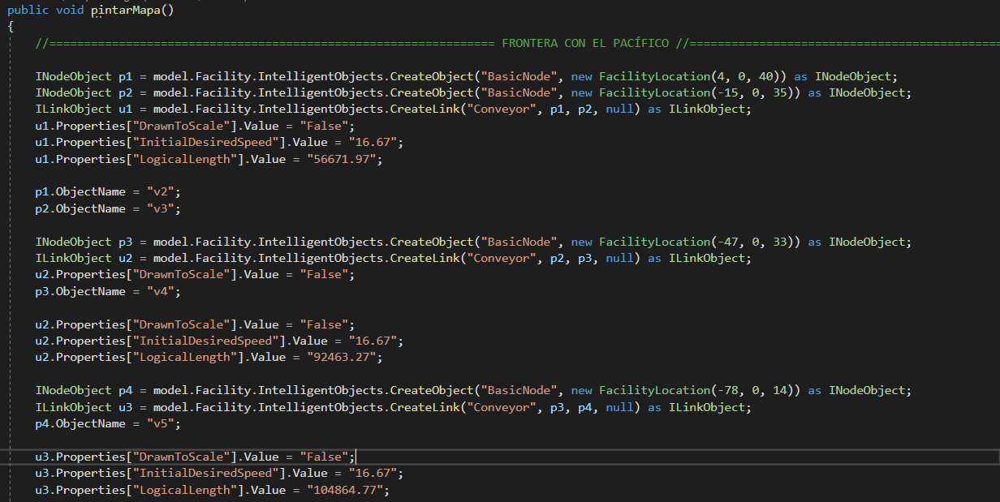 public void pintarMapa()
{
//================================================================ FRONTERA CON EL PACÍFICO //=============================================
INodeObject p1 = model.Facility.IntelligentObjects.CreateObject("BasicNode", new FacilityLocation(4, 0, 40)) as INodeObject;
INodeObject p2 = model.Facility.IntelligentObjects.CreateObject("BasicNode", new FacilityLocation(-15, 0, 35)) as INodeObject;
ILinkObject u1 = model.Facility.IntelligentObjects.CreateLink("Conveyor", p1, p2, null) as ILinkObject;
u1.Properties["DrawnToScale"].Value = "False";
u1.Properties["InitialDesiredSpeed"].Value = "16.67";
u1.Properties["LogicalLength"].Value = "56671.97";
p1.ObjectName = "v2";
p2.ObjectName = "v3";
INodeObject p3 = model.Facility.IntelligentObjects.CreateObject("BasicNode", new FacilityLocation(-47, 0, 33)) as INodeObject;
ILinkObject u2 = model.Facility.IntelligentObjects.CreateLink("Conveyor", p2, p3, null) as ILinkObject;
u2.Properties["DrawnToScale"].Value = "False";
p3.ObjectName = "v4";
u2.Properties["DrawnToScale"].Value = "False";
u2.Properties["InitialDesiredSpeed"].Value = "16.67";
u2.Properties["LogicalLength"].Value = "92463.27";
INodeObject p4 = model.Facility.IntelligentObjects.CreateObject("BasicNode", new FacilityLocation(-78, 0, 14)) as INodeObject;
ILinkObject u3 = model.Facility.IntelligentObjects.CreateLink("Conveyor", p3, p4, null) as ILinkObject;
p4.ObjectName = "v5";
u3.Properties["DrawnToScale"].Value = "False";
u3.Properties["InitialDesiredSpeed"].Value = "16.67";
u3.Properties["LogicalLength"].Value = "104864.77";